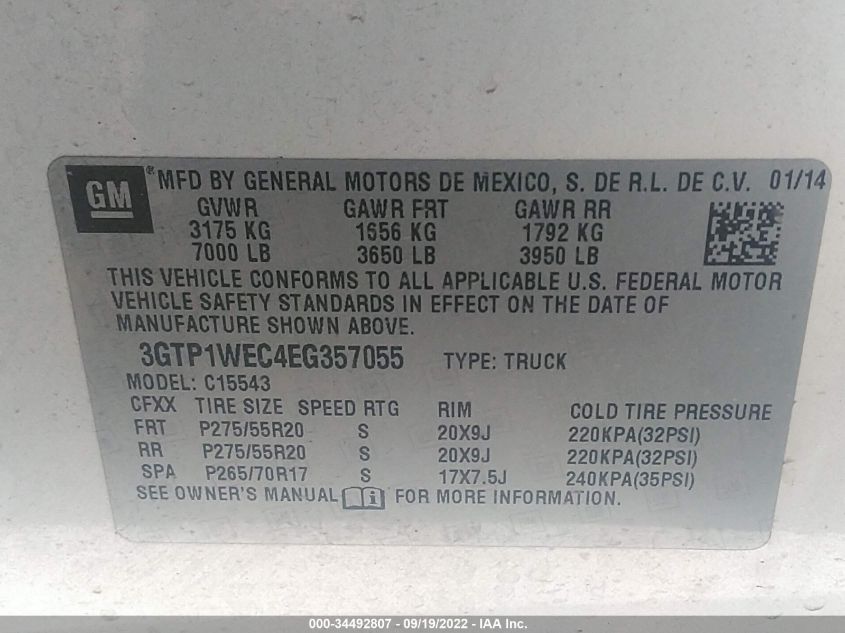 GM ® MFD BY GENERAL MOTORS DE MEXICO, S. DE R.L. DE C.V. 01/14
GVWR GAWR FRT GAWR RR
3175 KG 1656 KG 1792 KG
7000 LB 3650 LB 3950 LB
THIS VEHICLE CONFORMS TO ALL APPLICABLE U.S. FEDERAL MOTOR
VEHICLE SAFETY STANDARDS IN EFFECT ON THE DATE OF
MANUFACTURE SHOWN ABOVE.
3GTP1WEC4EG357055 TYPE: TRUCK
MODEL: C15543
CFXX TIRE SIZE SPEED RTG RIM COLD TIRE PRESSURE
FRT P275/55R20 S 20X9J 220KPA(32PSI)
RR P275/55R20 S 20X9J 220KPA(32PSI)
SPA P265/70R17 S 17X7.5J 240KPA(35PSI)
SEE OWNER'S MANUAL FOR MORE INFORMATION.
000-34492807 - 09/19/2022 - IAA Inc.